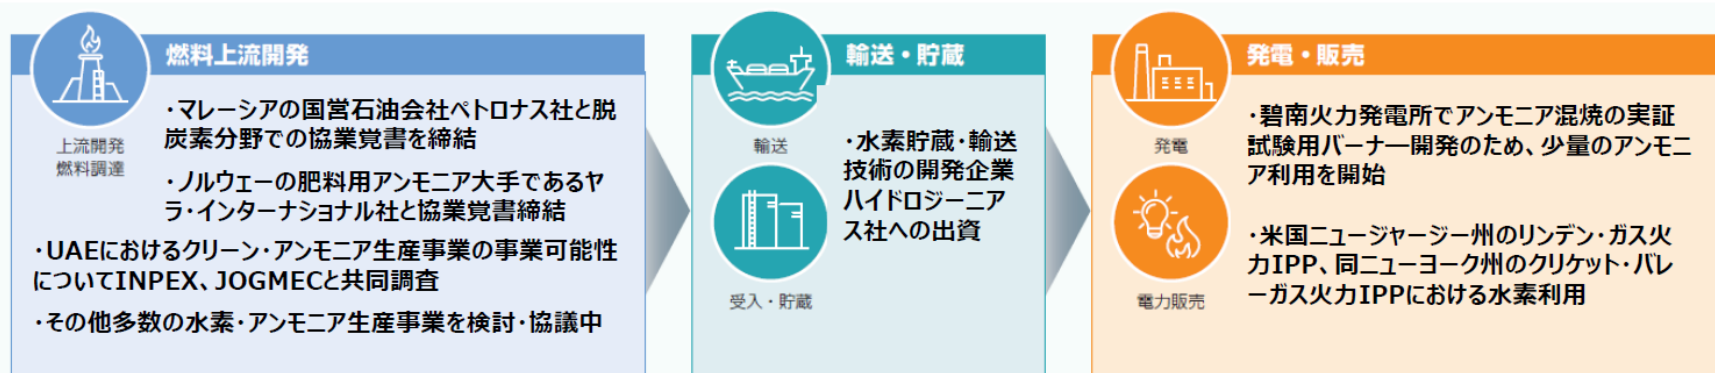 燃料上流開発
上流開発
燃料調達
・マレーシアの国営石油会社ペトロナス社と脱
炭素分野での協業覚書を締結
・ノルウェーの肥料用アンモニア大手であるヤ
ラ・インターナショナル社と協業覚書締結
・UAEにおけるクリーン・アンモニア生産事業の事業可能性
についてINPEX、JOGMECと共同調査
・その他多数の水素・アンモニア生産事業を検討・協議中
輸送・貯蔵
輸送
受入・貯蔵
・水素貯蔵・輸送
技術の開発企業
ハイドロジーニア
ス社への出資
発電・販売
発電
電力販売
・碧南火力発電所でアンモニア混焼の実証
試験用バーナー開発のため、少量のアンモニ
ア利用を開始
・米国ニュージャージー州のリンデン・ガス火
力IPP、同ニューヨーク州のクリケット・バレ
ーガス火力IPPにおける水素利用